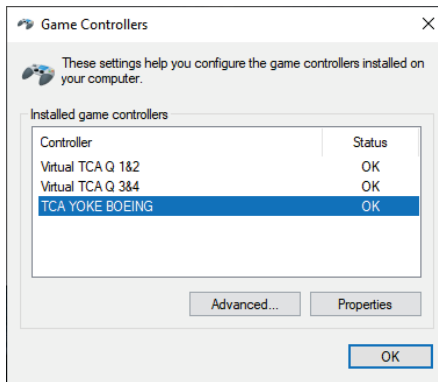 Game Controllers
These settings help you configure the game controllers installed on
your computer.
Installed game controllers
Controller Status
Virtual TCA Q 1&2 OK
Virtual TCA Q 3&4 OK
TCA YOKE BOEING OK
Advanced... Properties
OK